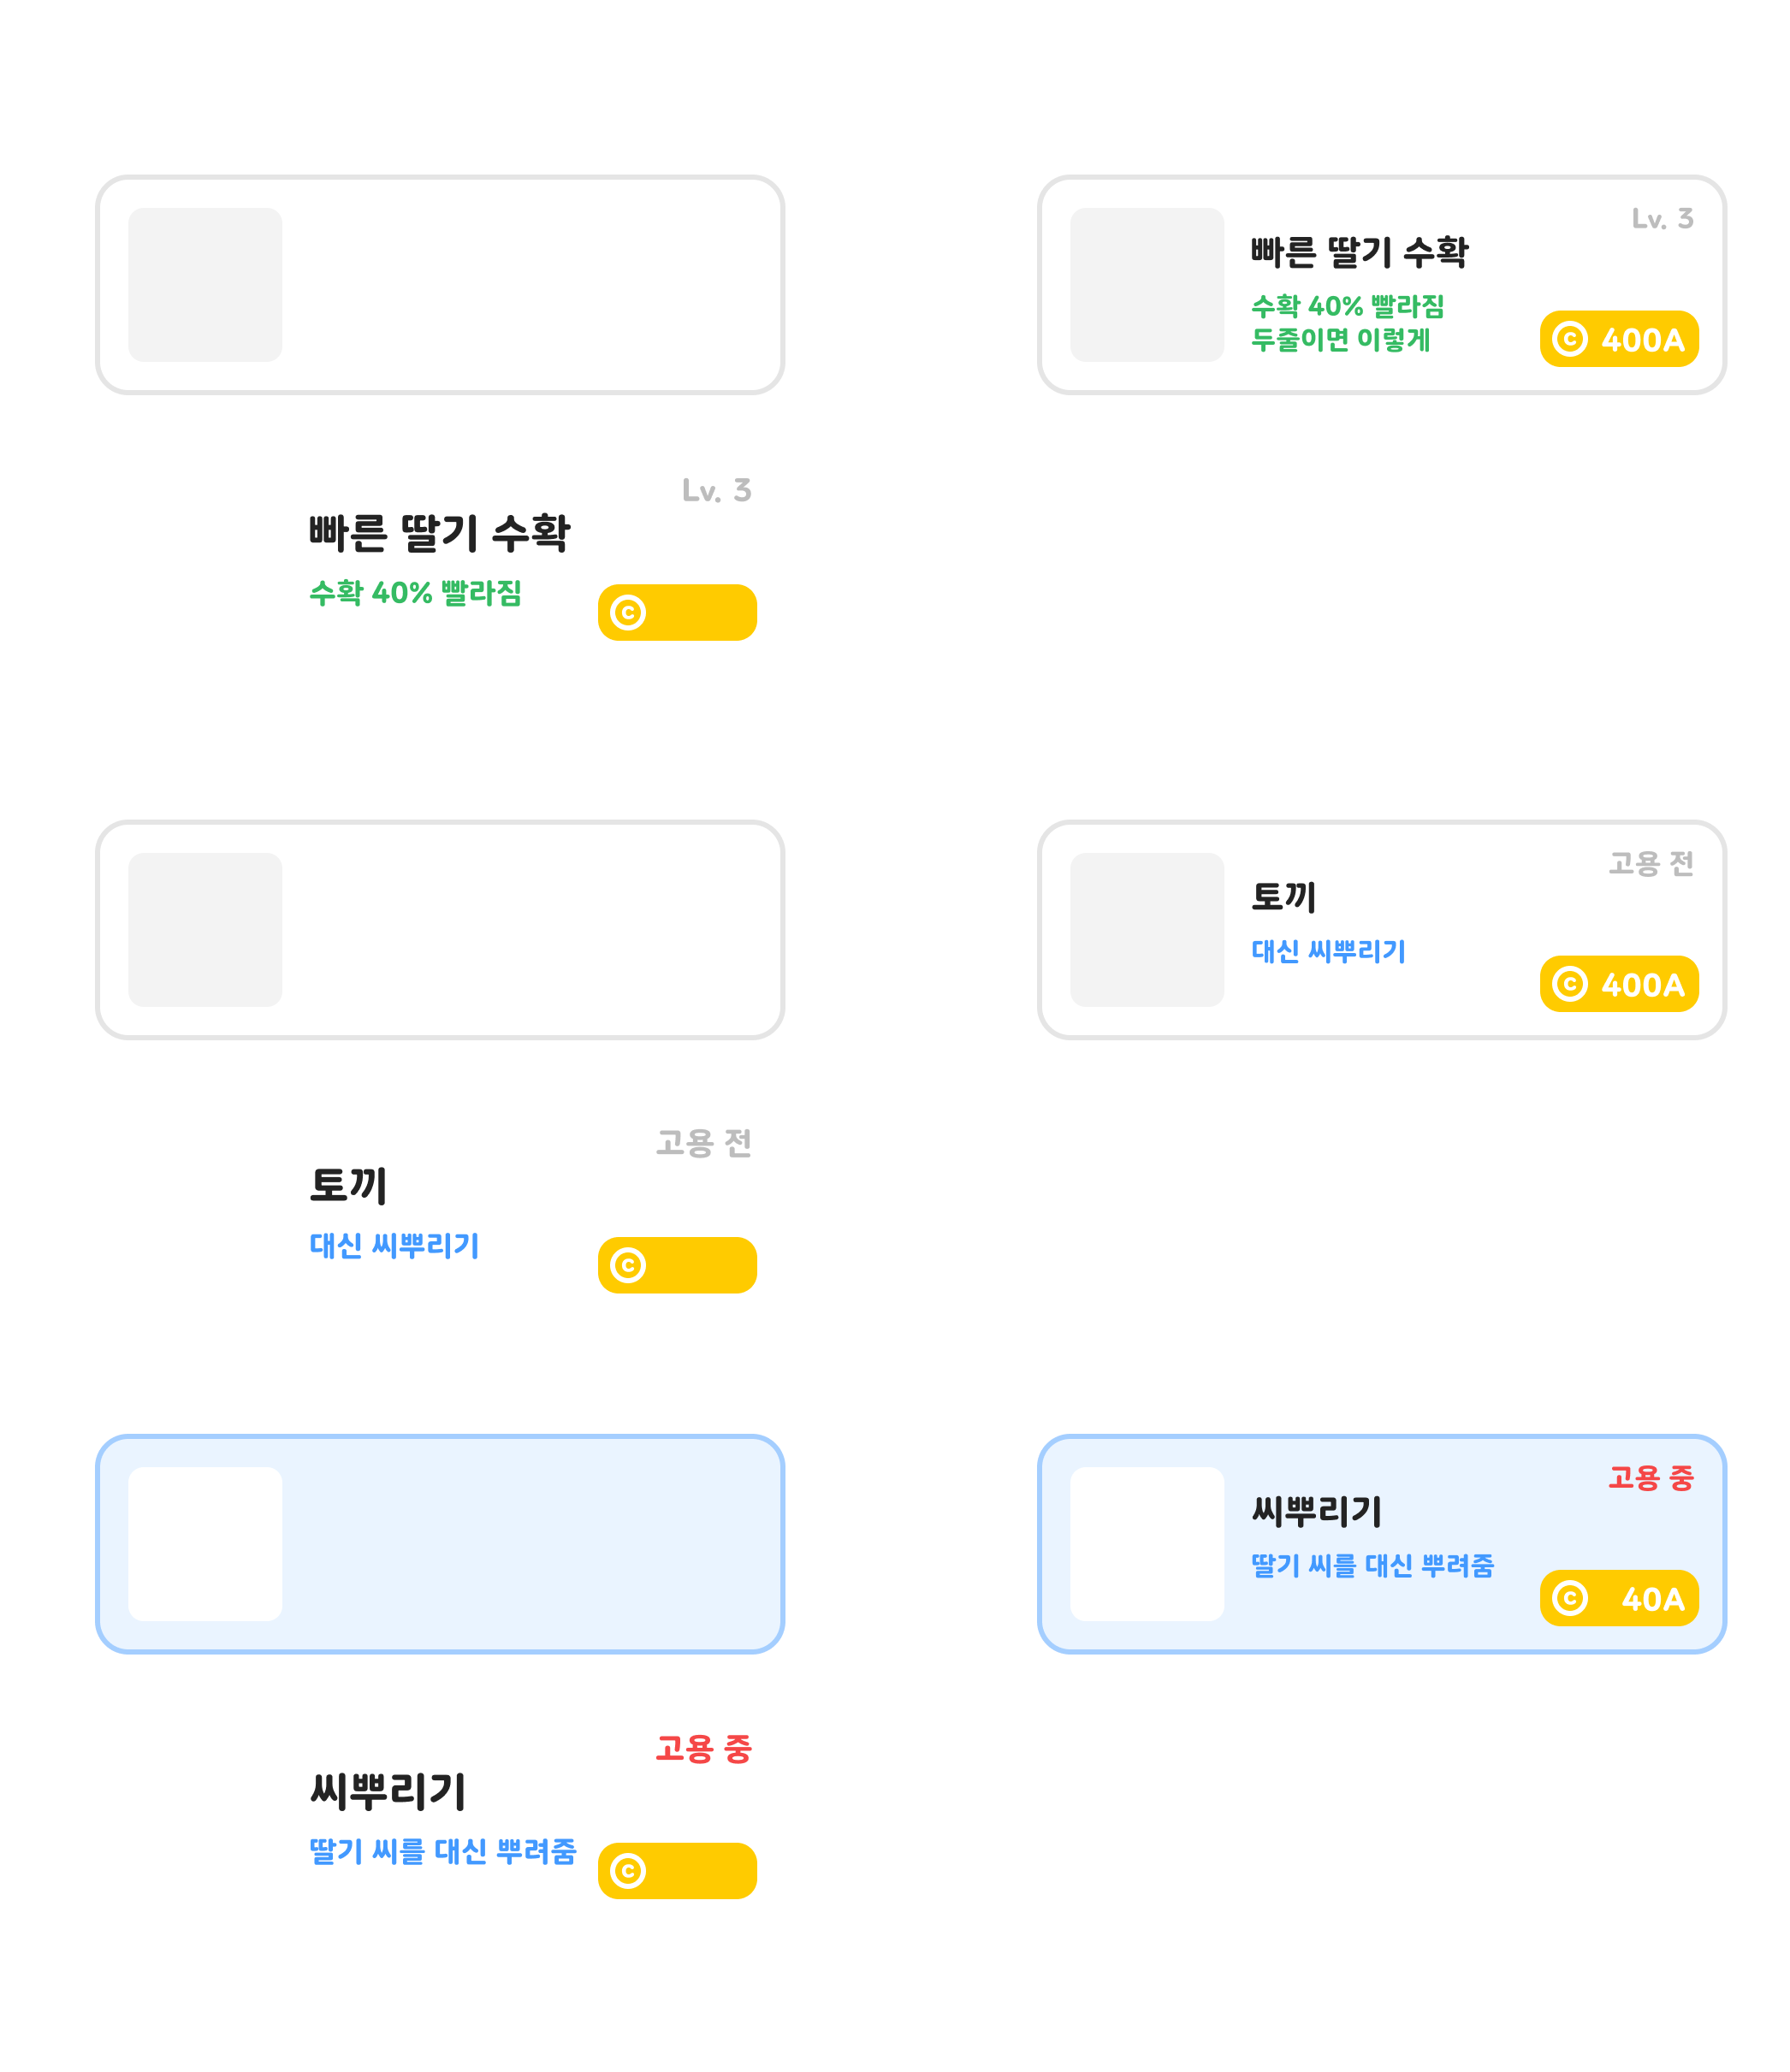 Lv. 3
빠른 딸기 수확
수확 40% 빨라짐
두줄이면 이렇게
C 400A
Lv. 3
빠른 딸기 수확
수확 40% 빨라짐
C
고용 전
토끼
대신 씨뿌리기
C 400A
고용 전
토끼
대신 씨뿌리기
C
고용 중
씨뿌리기
딸기 씨를 대신 뿌려줌
C 40A
고용 중
씨뿌리기
딸기 씨를 대신 뿌려줌
C